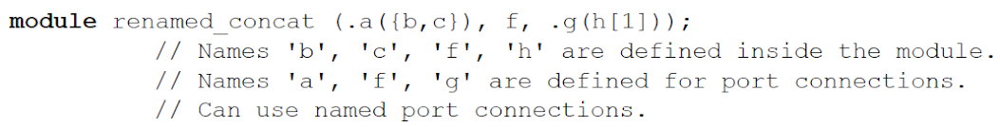 module renamed_concat (.a({b,c}), f, .g(h[1]));
// Names 'b', 'c', 'f', 'h' are defined inside the module.
// Names 'a', 'f', 'g' are defined for port connections.
// Can use named port connections.